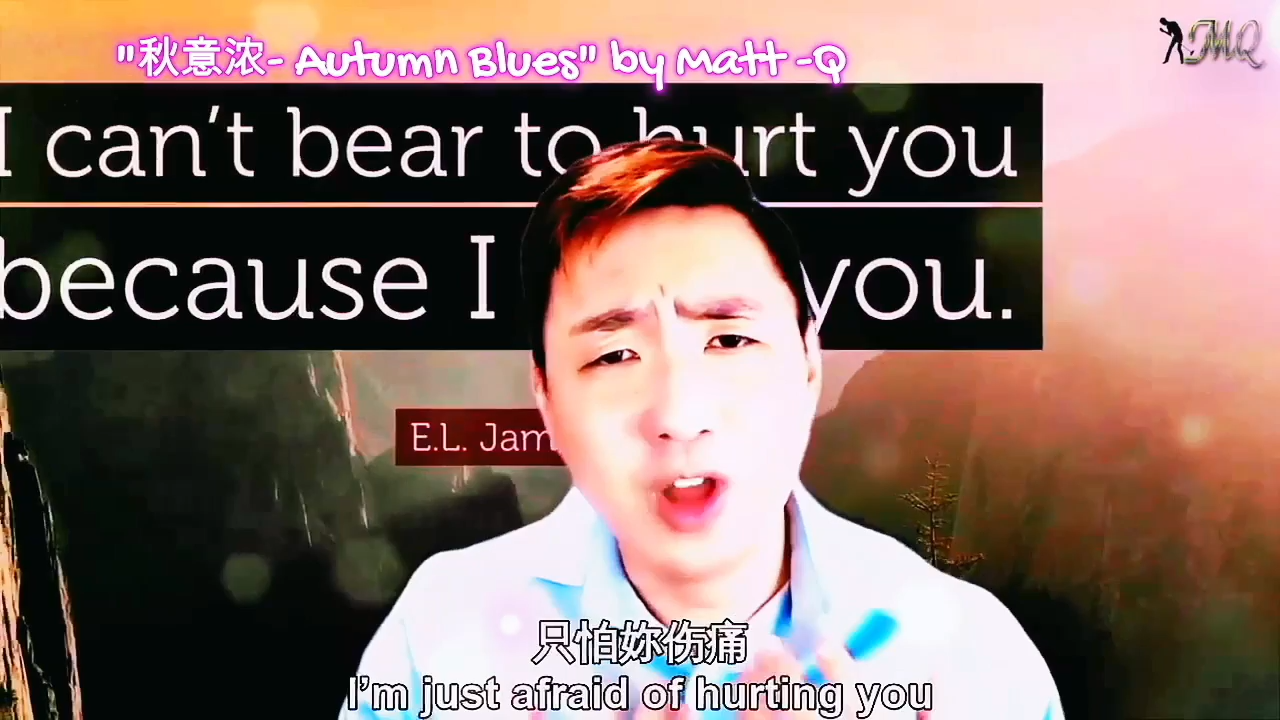 "秋意浓- Autumn Blues" by Matt -Q
MQ
I can't bear to hurt you
because I you.
E.L. Jam
只怕妳伤痛
I'm just afraid of hurting you